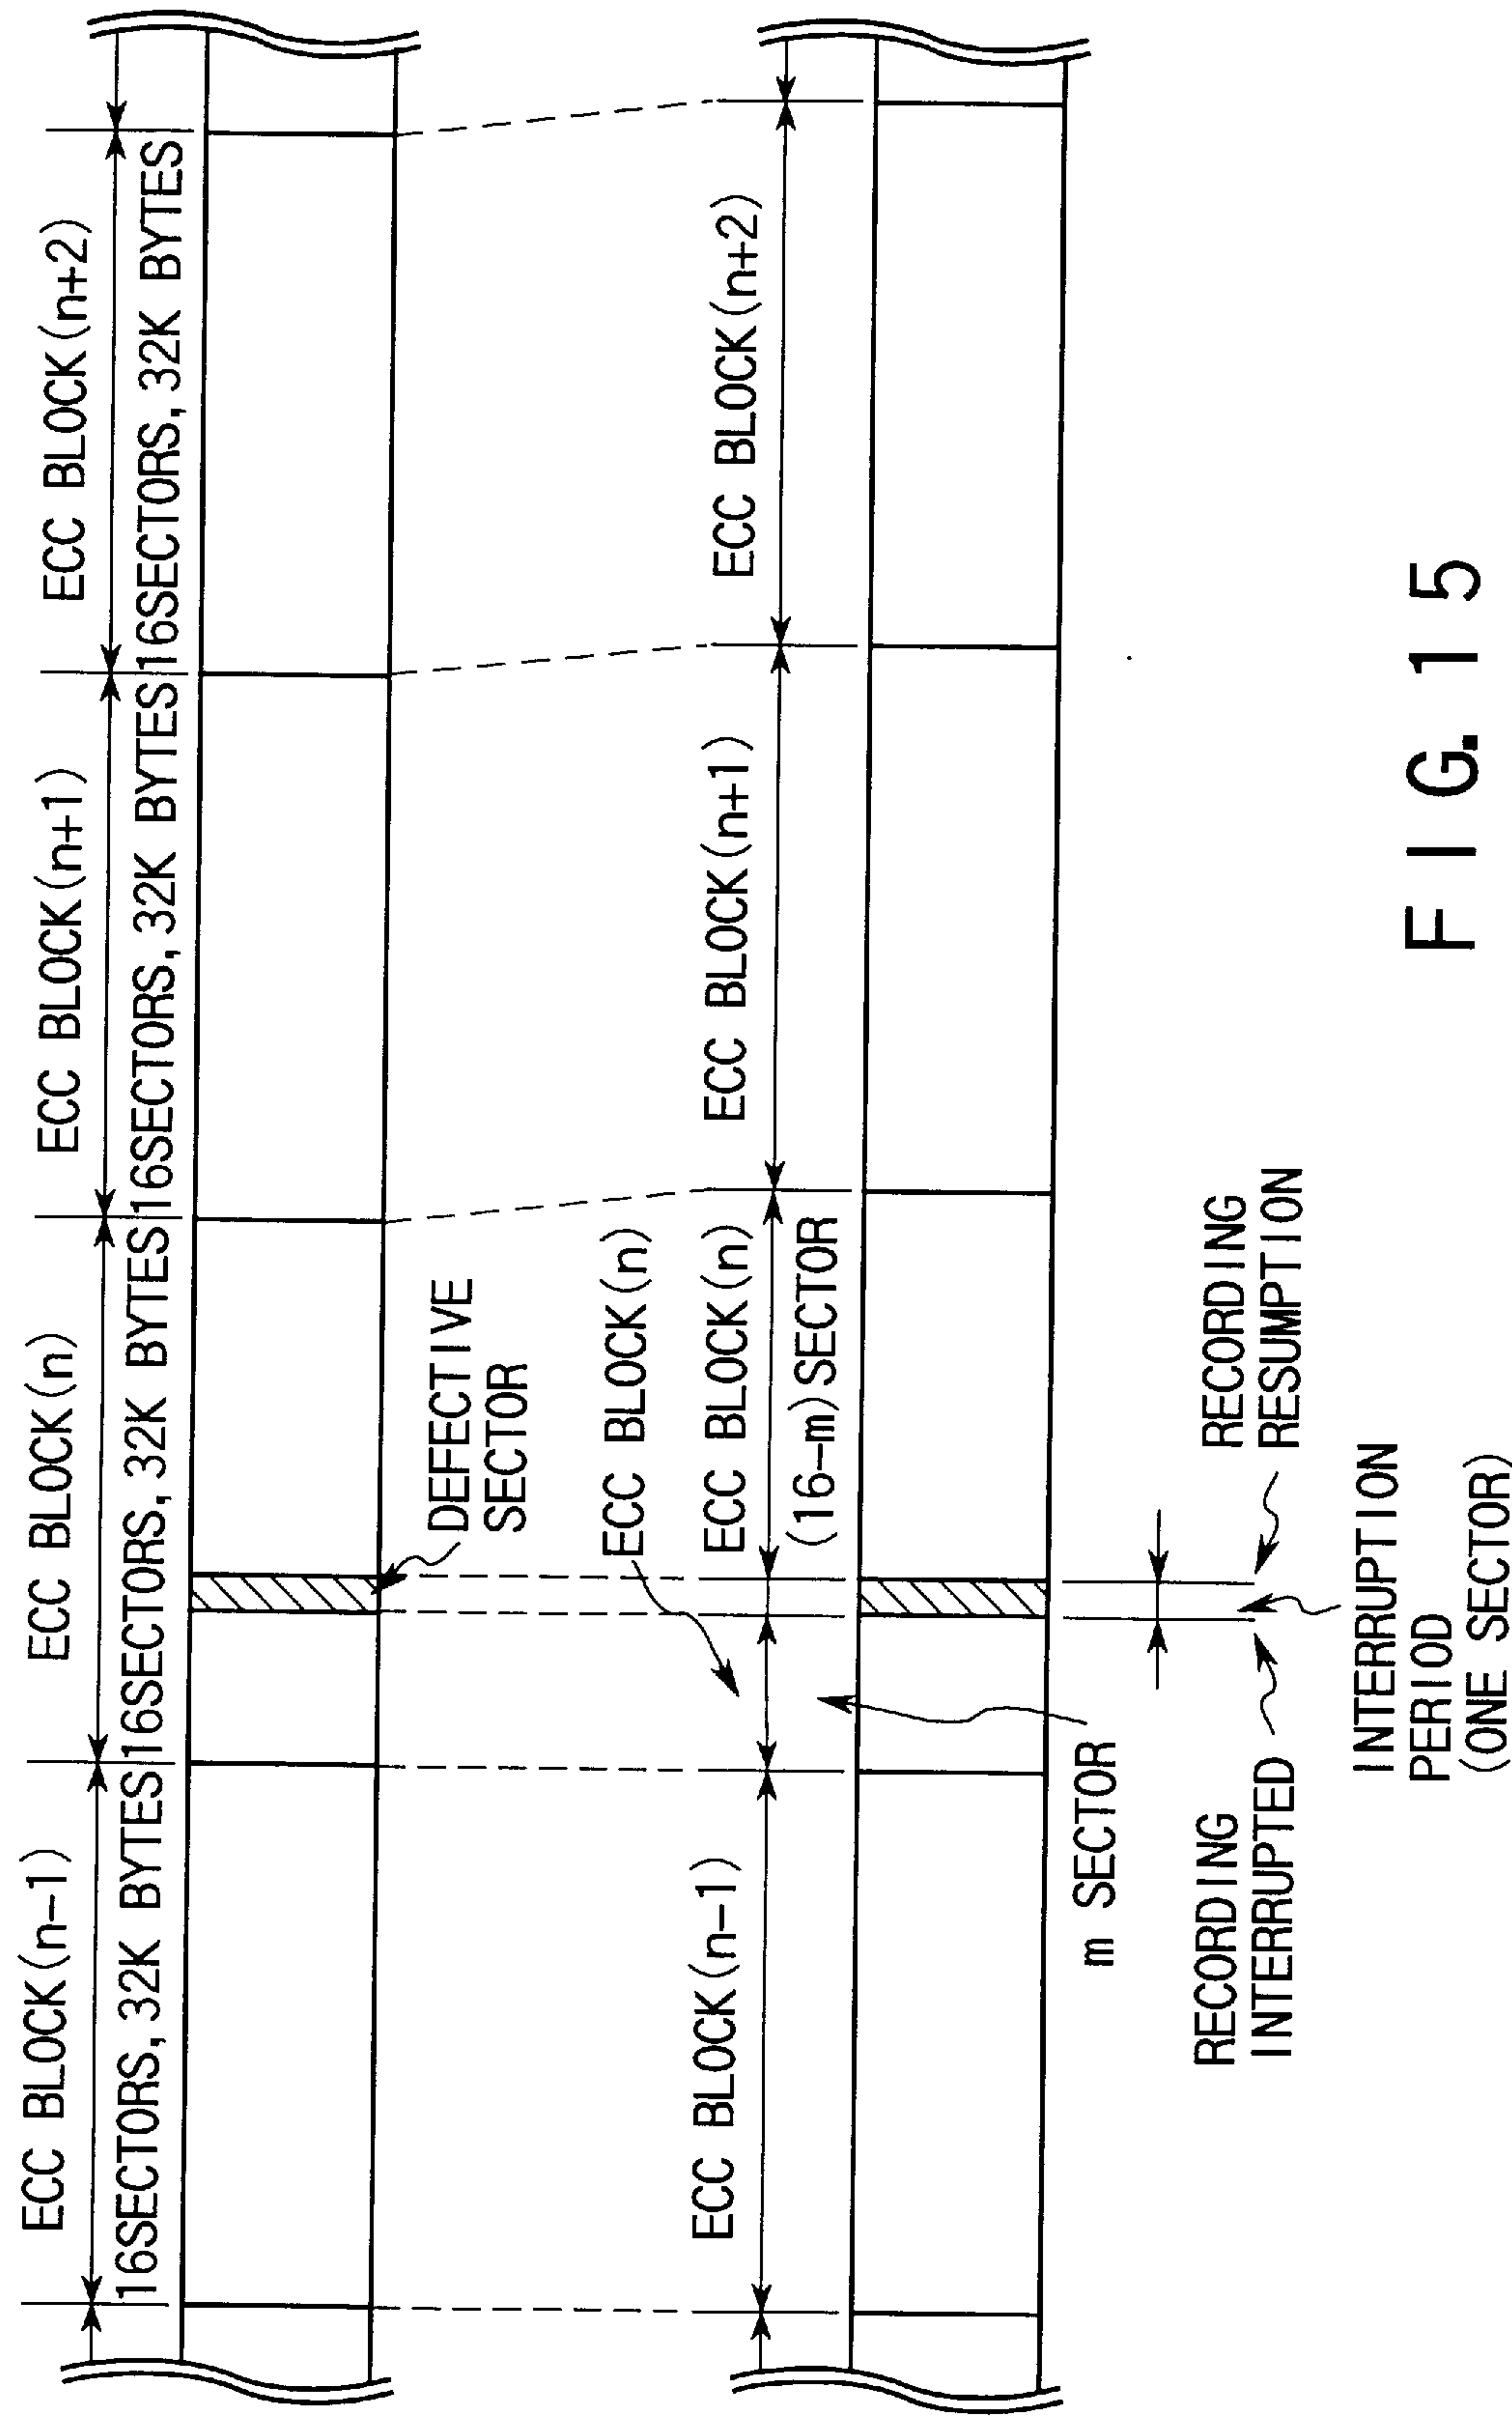 ECC BLOCK(n-1)
ECC BLOCK(n)
ECC BLOCK(n+1)
ECC BLOCK(n+2)
16SECTORS, 32K BYTES
16SECTORS, 32K BYTES
16SECTORS, 32K BYTES
16SECTORS, 32K BYTES
DEFECTIVE
SECTOR
ECC BLOCK(n)
ECC BLOCK(n-1)
ECC BLOCK(n)
(16-m)SECTOR
ECC BLOCK(n+1)
ECC BLOCK(n+2)
m SECTOR
RECORDING
INTERRUPTED
RECORDING
RESUMPTION
INTERRUPTION
PERIOD
(ONE SECTOR)
FIG. 15